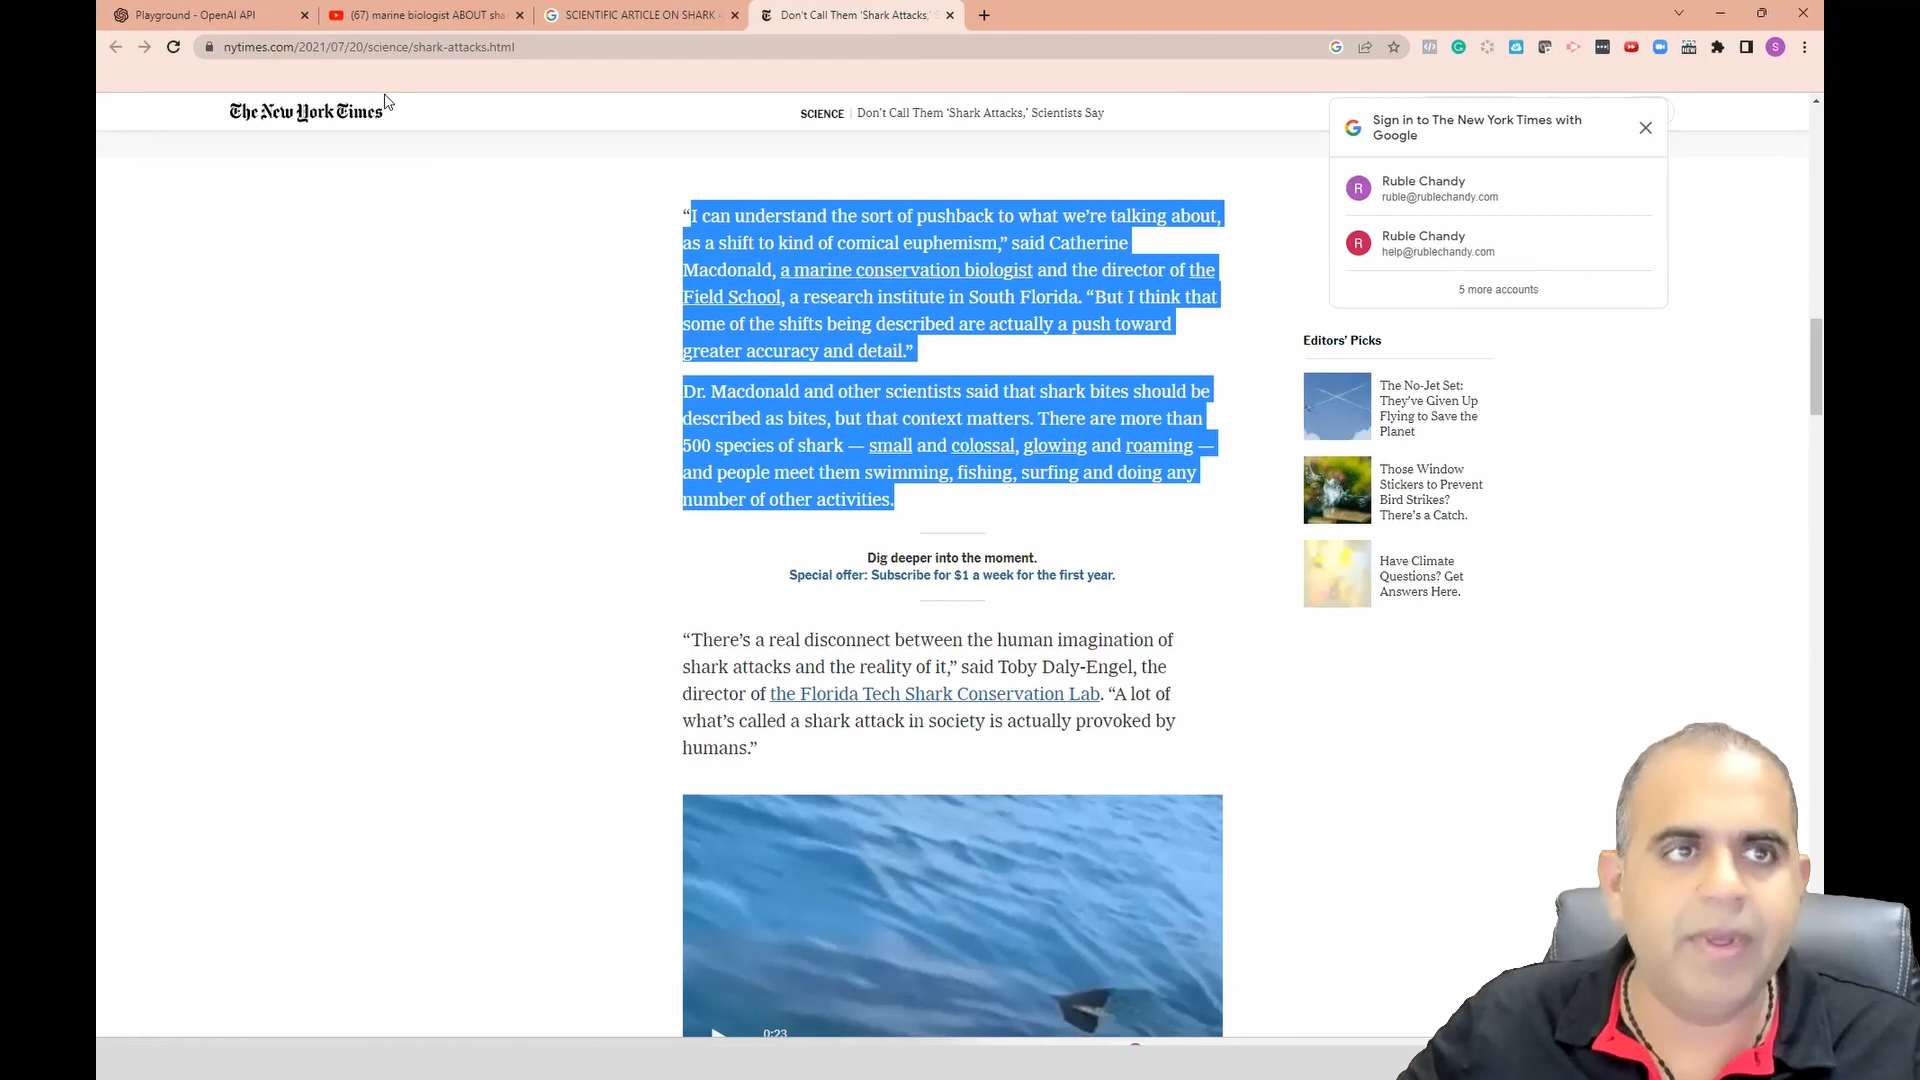 Playground - OpenAI API
(67) marine biologist ABOUT sha
SCIENTIFIC ARTICLE ON SHARK
Don't Call Them 'Shark Attacks,'
nytimes.com/2021/07/20/science/shark-attacks.html
S
NEW
The New York Times
SCIENCE | Don't Call Them 'Shark Attacks,' Scientists Say
Sign in to The New York Times with
Google
R
Ruble Chandy
ruble@rublechandy.com
R
Ruble Chandy
help@rublechandy.com
5 more accounts
“I can understand the sort of pushback to what we’re talking about,
as a shift to kind of comical euphemism,” said Catherine
Macdonald, a marine conservation biologist and the director of the
Field School, a research institute in South Florida. “But I think that
some of the shifts being described are actually a push toward
greater accuracy and detail.”
Dr. Macdonald and other scientists said that shark bites should be
described as bites, but that context matters. There are more than
500 species of shark — small and colossal, glowing and roaming —
and people meet them swimming, fishing, surfing and doing any
number of other activities.
Dig deeper into the moment.
Special offer: Subscribe for $1 a week for the first year.
“There’s a real disconnect between the human imagination of
shark attacks and the reality of it,” said Toby Daly-Engel, the
director of the Florida Tech Shark Conservation Lab. “A lot of
what’s called a shark attack in society is actually provoked by
humans.”
0:23
Editors’ Picks
The No-Jet Set:
They’ve Given Up
Flying to Save the
Planet
Those Window
Stickers to Prevent
Bird Strikes?
There’s a Catch.
Have Climate
Questions? Get
Answers Here.